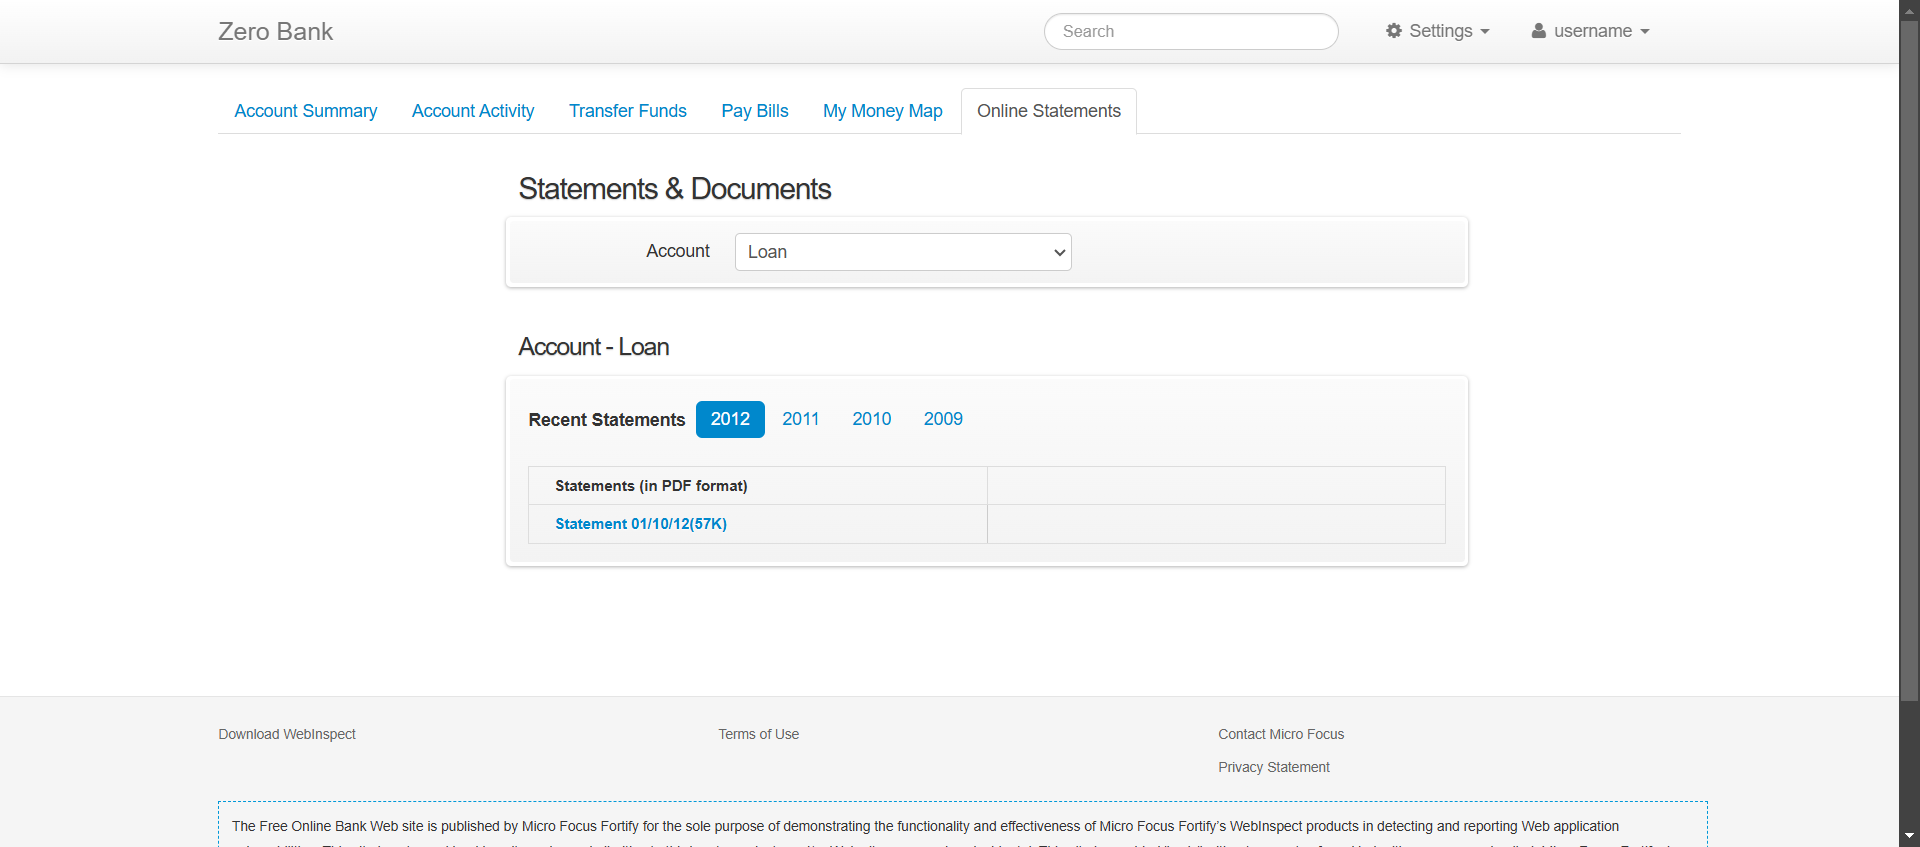 Zero Bank
Search
Settings
username
Account Summary
Account Activity
Transfer Funds
Pay Bills
My Money Map
Online Statements
Statements & Documents
Account
Loan
Account - Loan
Recent Statements
2012
2011
2010
2009
Statements (in PDF format)
Statement 01/10/12(57K)
Download WebInspect
Terms of Use
Contact Micro Focus
Privacy Statement
The Free Online Bank Web site is published by Micro Focus Fortify for the sole purpose of demonstrating the functionality and effectiveness of Micro Focus Fortify’s WebInspect products in detecting and reporting Web application